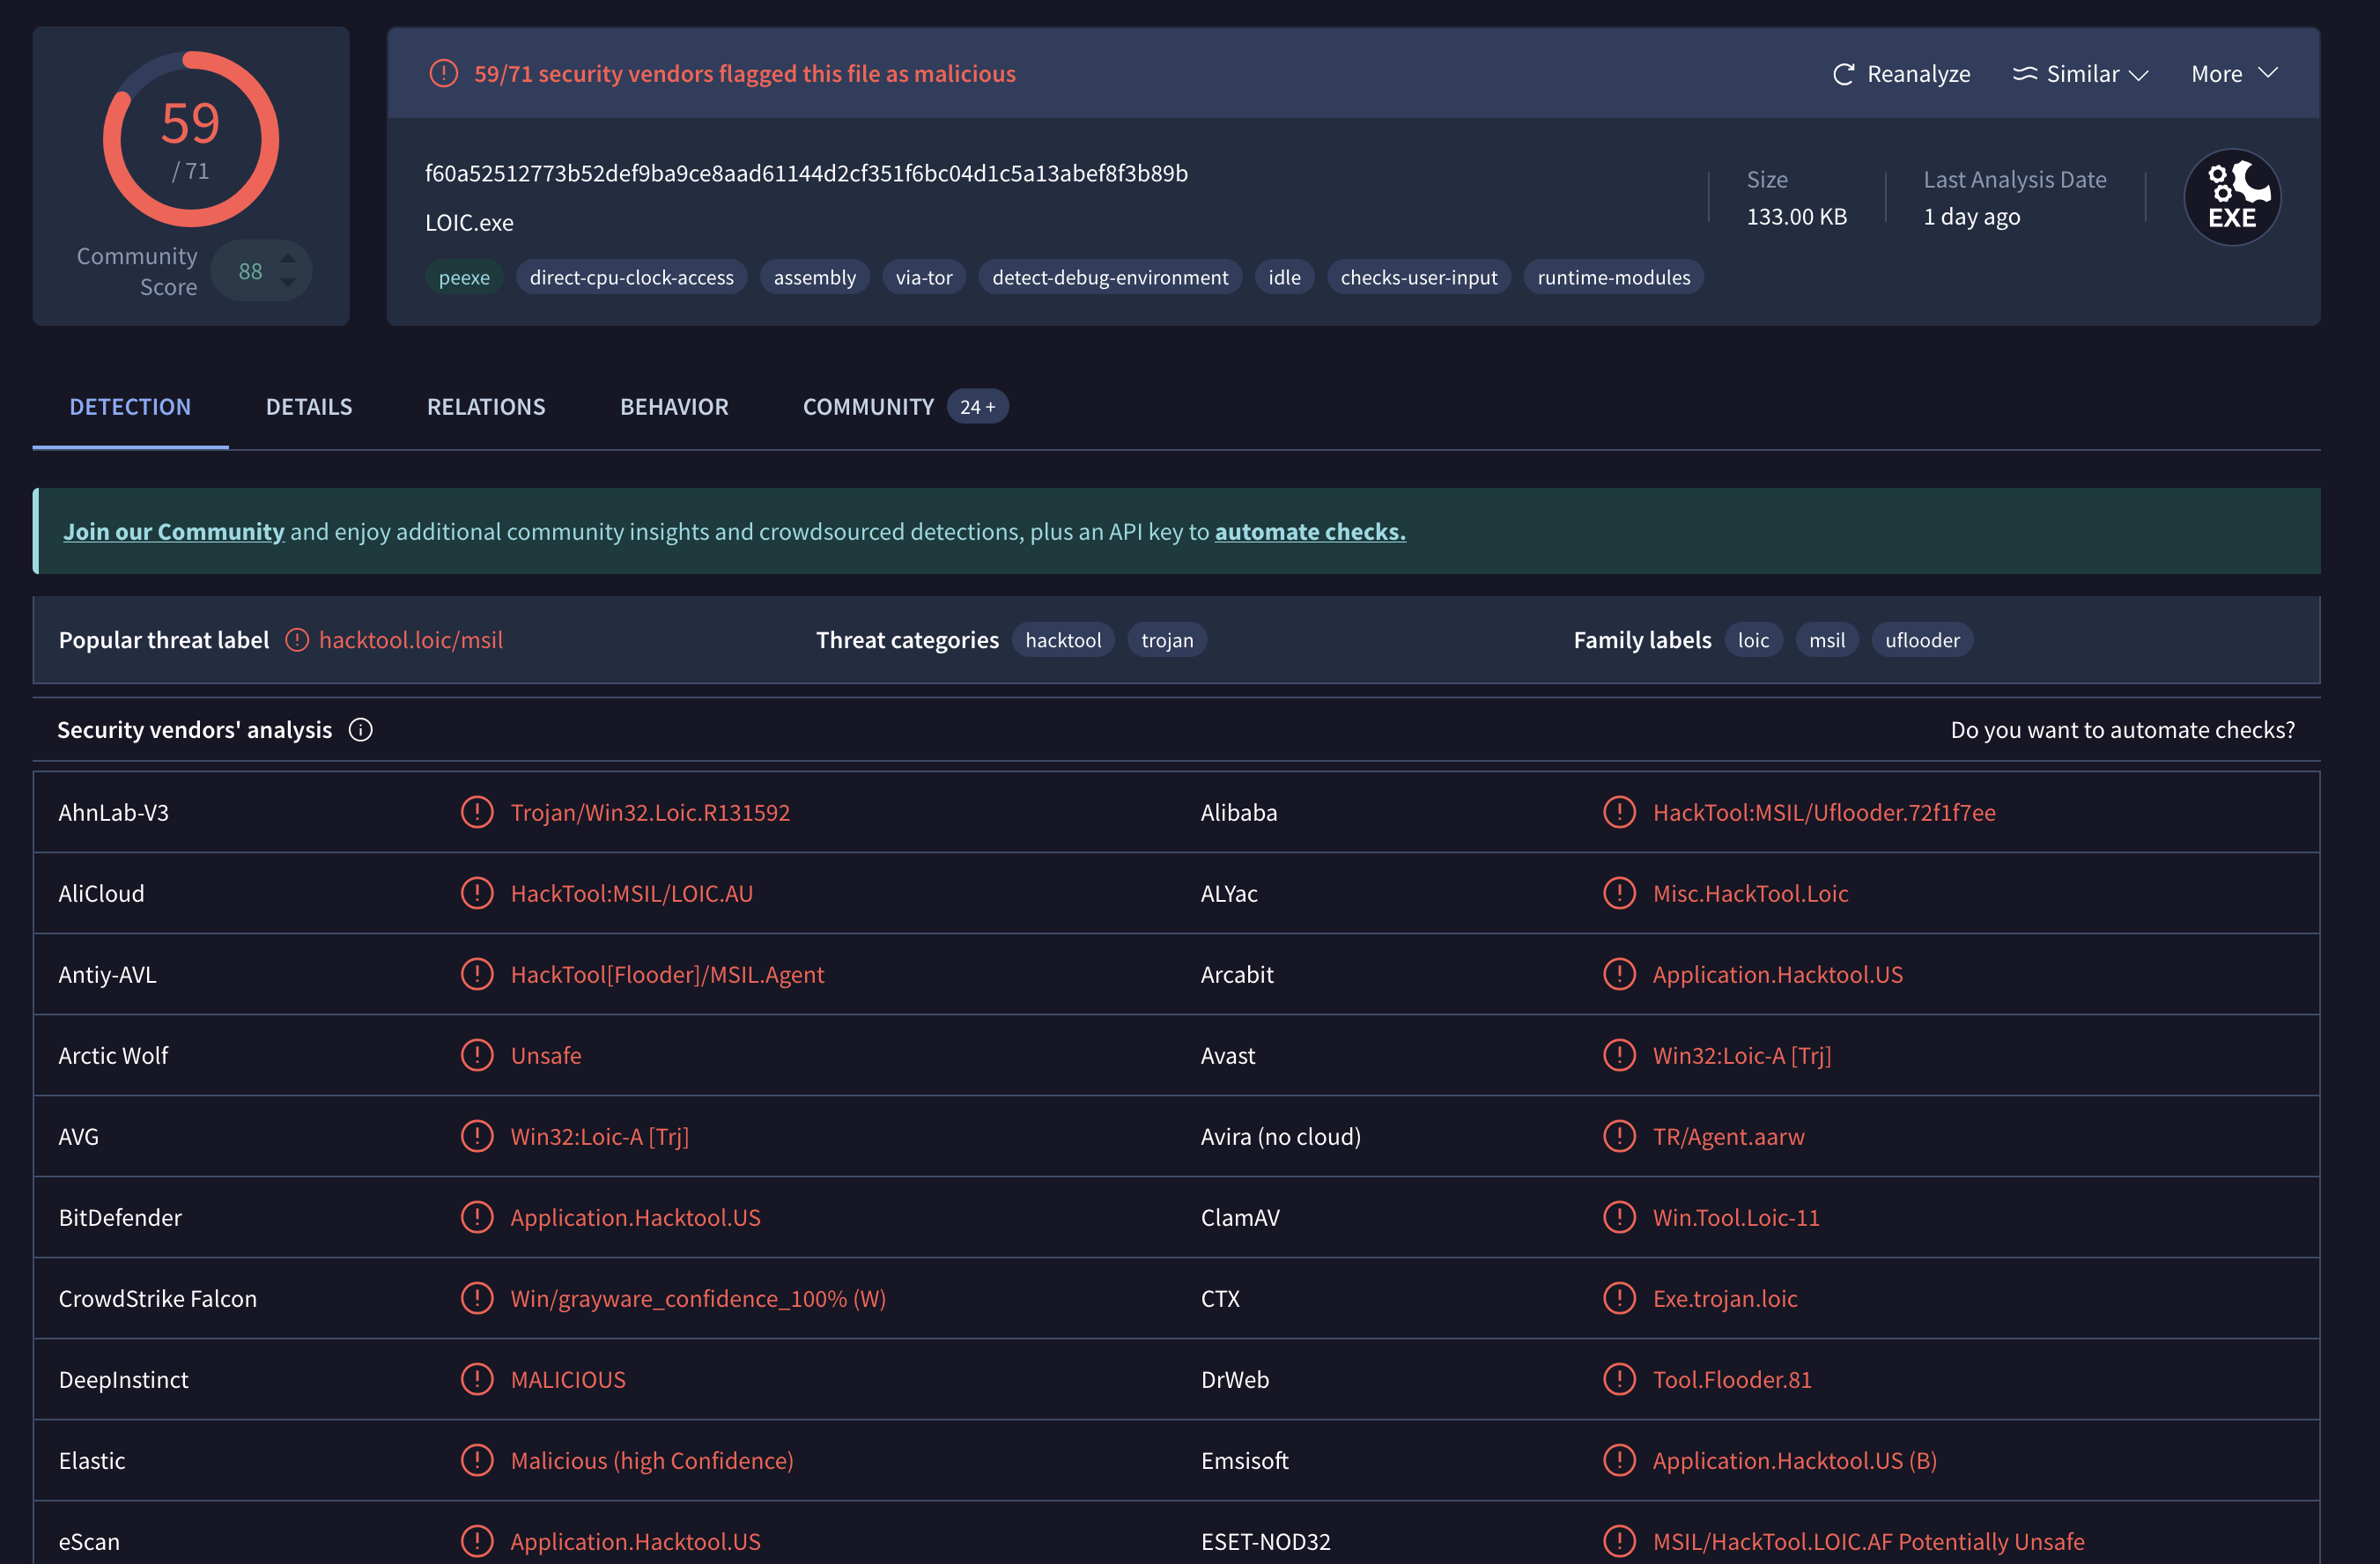 59
/ 71
Community
Score
88
59/71 security vendors flagged this file as malicious
Reanalyze
Similar
More
f60a52512773b52def9ba9ce8aad61144d2cf351f6bc04d1c5a13abef8f3b89b
LOIC.exe
Size
133.00 KB
Last Analysis Date
1 day ago
EXE
peexe direct-cpu-clock-access assembly via-tor detect-debug-environment idle checks-user-input runtime-modules
DETECTION DETAILS RELATIONS BEHAVIOR COMMUNITY 24 +
Join our Community and enjoy additional community insights and crowdsourced detections, plus an API key to automate checks.
Popular threat label hacktool.loic/msil Threat categories hacktool trojan Family labels loic msil uflooder
Security vendors' analysis Do you want to automate checks?
AhnLab-V3 Trojan/Win32.Loic.R131592 Alibaba HackTool:MSIL/Uflooder.72f1f7ee
AliCloud HackTool:MSIL/LOIC.AU ALYac Misc.HackTool.Loic
Antiy-AVL HackTool[Flooder]/MSIL.Agent Arcabit Application.Hacktool.US
Arctic Wolf Unsafe Avast Win32:Loic-A [Trj]
AVG Win32:Loic-A [Trj] Avira (no cloud) TR/Agent.aarw
BitDefender Application.Hacktool.US ClamAV Win.Tool.Loic-11
CrowdStrike Falcon Win/grayware_confidence_100% (W) CTX Exe.trojan.loic
DeepInstinct MALICIOUS DrWeb Tool.Flooder.81
Elastic Malicious (high Confidence) Emsisoft Application.Hacktool.US (B)
eScan Application.Hacktool.US ESET-NOD32 MSIL/HackTool.LOIC.AF Potentially Unsafe